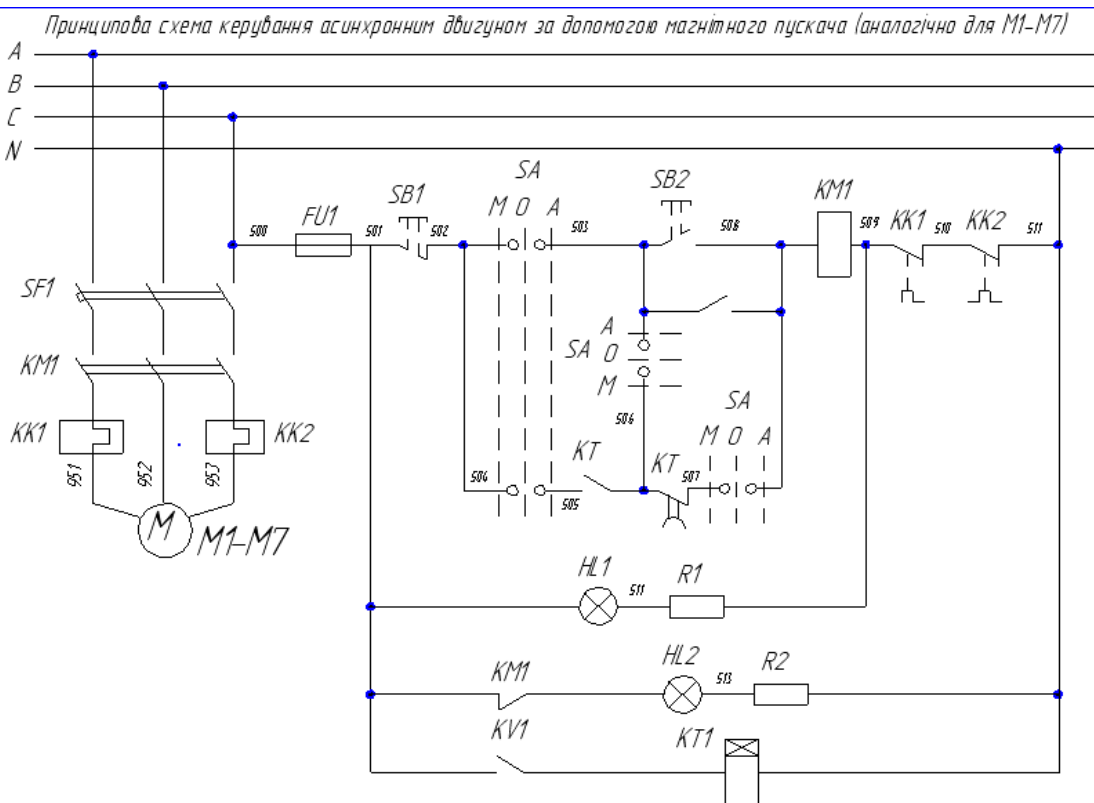 Принципова схема керування асинхронним двигуном за допомогою магнітного пускача (аналогічно для М1-М7)
A
B
C
N
SA
SB1
M O A
SB2
KM1
FU1
500
501
502
503
508
509
KK1
510
KK2
511
SF1
KM1
A
SA O
M
KK1
KK2
951
952
953
506
SA
M O A
KT
KT
507
504
505
M
M1-M7
HL1
511
R1
KM1
HL2
513
R2
KV1
KT1